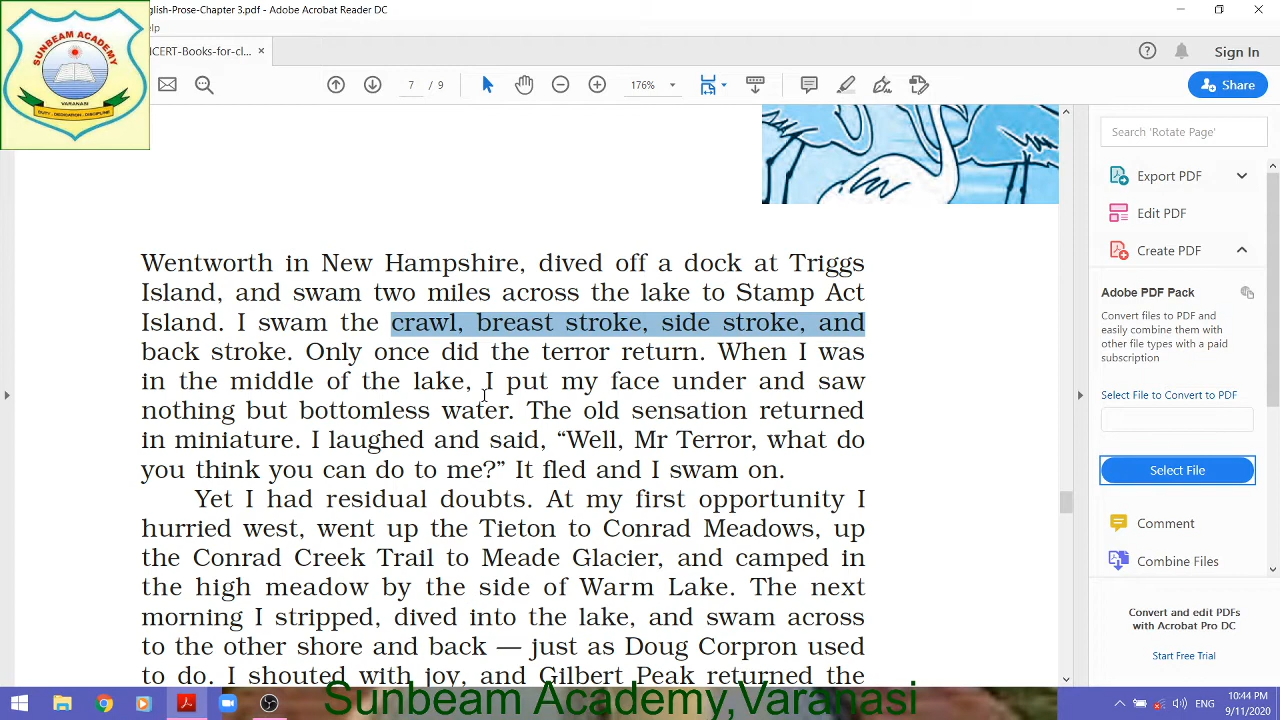 nglish-Prose-Chapter 3.pdf - Adobe Acrobat Reader DC
elp
SUNBEAM ACADEMY
VARANASI
DUTY - DEDICATION - DISCIPLINE
NCERT-Books-for-cl... ×
Sign In
7 / 9
176%
Share
Search 'Rotate Page'
Export PDF
Edit PDF
Create PDF
Adobe PDF Pack
Convert files to PDF and
easily combine them with
other file types with a paid
subscription
Select File to Convert to PDF
Select File
Comment
Combine Files
Convert and edit PDFs
with Acrobat Pro DC
Start Free Trial
Wentworth in New Hampshire, dived off a dock at Triggs
Island, and swam two miles across the lake to Stamp Act
Island. I swam the crawl, breast stroke, side stroke, and
back stroke. Only once did the terror return. When I was
in the middle of the lake, I put my face under and saw
nothing but bottomless water. The old sensation returned
in miniature. I laughed and said, “Well, Mr Terror, what do
you think you can do to me?” It fled and I swam on.
Yet I had residual doubts. At my first opportunity I
hurried west, went up the Tieton to Conrad Meadows, up
the Conrad Creek Trail to Meade Glacier, and camped in
the high meadow by the side of Warm Lake. The next
morning I stripped, dived into the lake, and swam across
to the other shore and back — just as Doug Corpron used
to do. I shouted with joy, and Gilbert Peak returned the
Sunbeam Academy,Varanasi
ENG
10:44 PM
9/11/2020